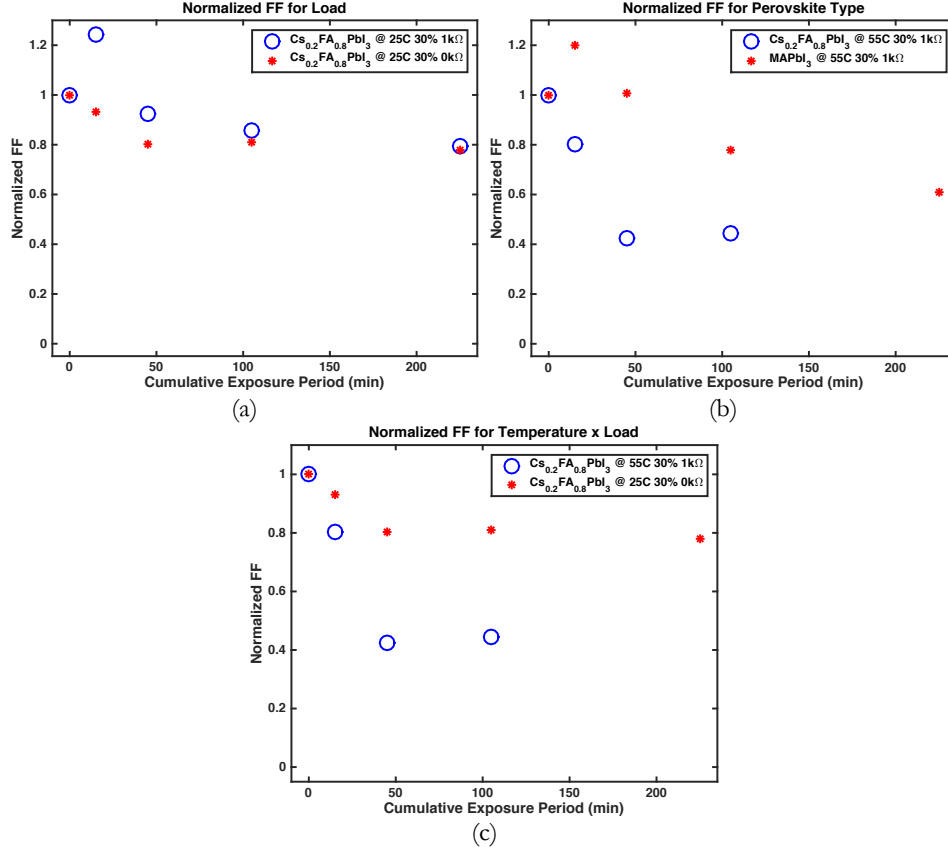 Normalized FF for Load
Cs0.2FA0.8PbI3 @ 25C 30% 1kΩ
Cs0.2FA0.8PbI3 @ 25C 30% 0kΩ
1.2
1
0.8
0.6
0.4
0.2
0
Normalized FF
0 50 100 150 200
Cumulative Exposure Period (min)
(a)
Normalized FF for Perovskite Type
Cs0.2FA0.8PbI3 @ 55C 30% 1kΩ
MAPbI3 @ 55C 30% 1kΩ
1.2
1
0.8
0.6
0.4
0.2
0
Normalized FF
0 50 100 150 200
Cumulative Exposure Period (min)
(b)
Normalized FF for Temperature x Load
Cs0.2FA0.8PbI3 @ 55C 30% 1kΩ
Cs0.2FA0.8PbI3 @ 25C 30% 0kΩ
1
0.8
0.6
0.4
0.2
0
Normalized FF
0 50 100 150 200
Cumulative Exposure Period (min)
(c)